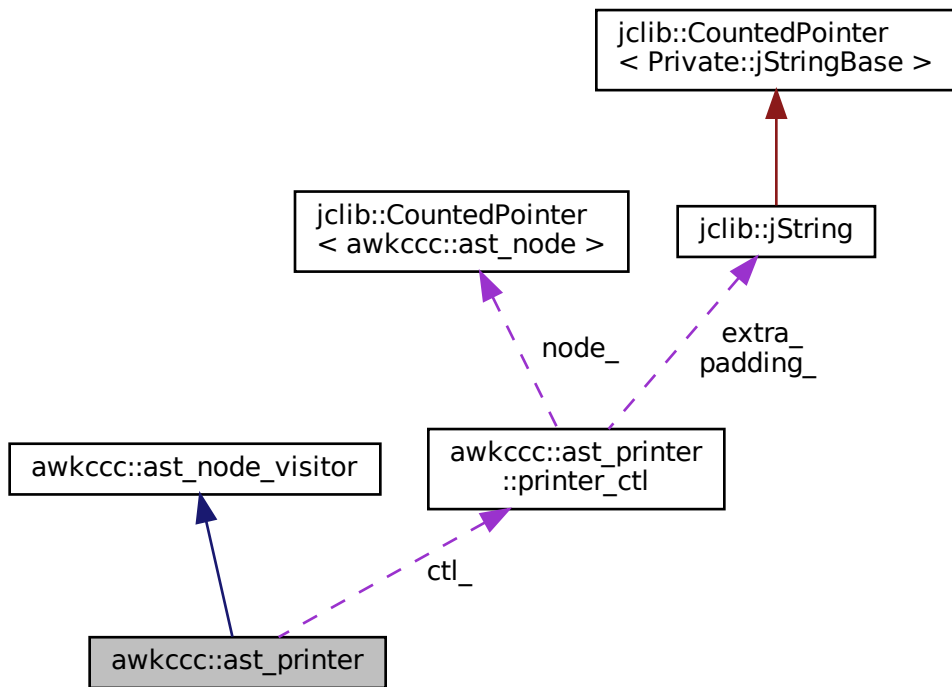 jclib::CountedPointer
< Private::jStringBase >
jclib::CountedPointer
< awkccc::ast_node >
jclib::jString
node_
extra_
padding_
awkccc::ast_node_visitor
awkccc::ast_printer
::printer_ctl
ctl_
awkccc::ast_printer